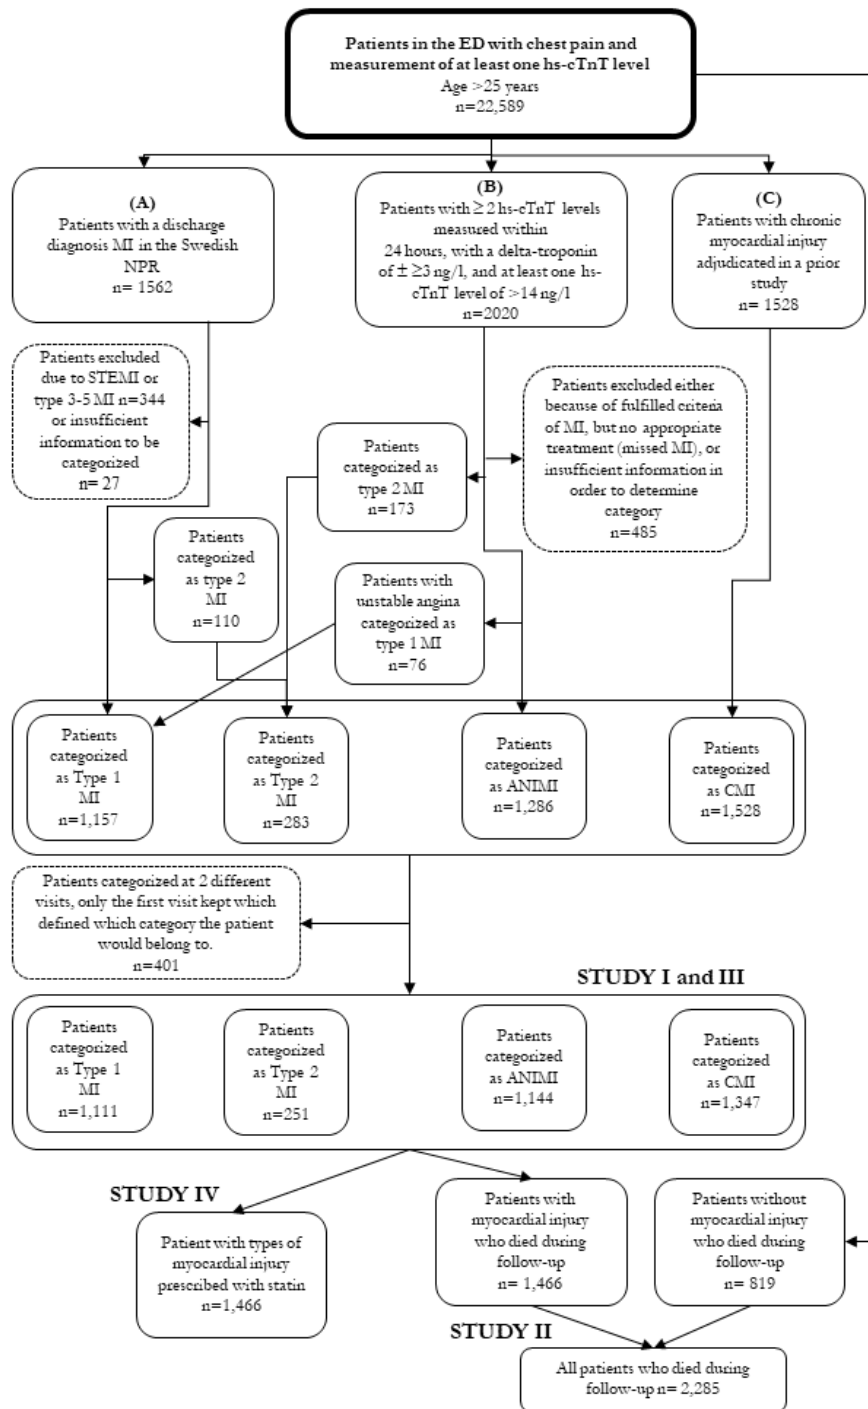 Patients in the ED with chest pain and
measurement of at least one hs-cTnT level
Age >25 years
n=22,589
(A)
Patients with a discharge
diagnosis MI in the Swedish
NPR
n= 1562
(B)
Patients with ≥ 2 hs-cTnT levels
measured within
24 hours, with a delta-troponin
of ± ≥3 ng/l, and at least one hs-
cTnT level of >14 ng/l
n=2020
(C)
Patients with chronic
myocardial injury
adjudicated in a prior
study
n= 1528
Patients excluded
due to STEMI or
type 3-5 MI n=344
or insufficient
information to be
categorized
n= 27
Patients
categorized as
type 2 MI
n=173
Patients excluded either
because of fulfilled criteria
of MI, but no appropriate
treatment (missed MI), or
insufficient information in
order to determine
category
n=485
Patients
categorized
as type 2
MI
n=110
Patients with
unstable angina
categorized as
type 1 MI
n=76
Patients
categorized
as Type 1
MI
n=1,157
Patients
categorized
as Type 2
MI
n=283
Patients
categorized
as ANIMI
n=1,286
Patients
categorized
as CMI
n=1,528
Patients categorized at 2 different
visits, only the first visit kept which
defined which category the patient
would belong to.
n=401
STUDY I and III
Patients
categorized
as Type 1
MI
n=1,111
Patients
categorized
as Type 2
MI
n=251
Patients
categorized
as ANIMI
n=1,144
Patients
categorized
as CMI
n=1,347
STUDY IV
Patient with types of
myocardial injury
prescribed with statin
n=1,466
Patients with
myocardial injury
who died during
follow-up
n= 1,466
Patients without
myocardial injury
who died during
follow-up
n= 819
STUDY II
All patients who died during
follow-up n= 2,285